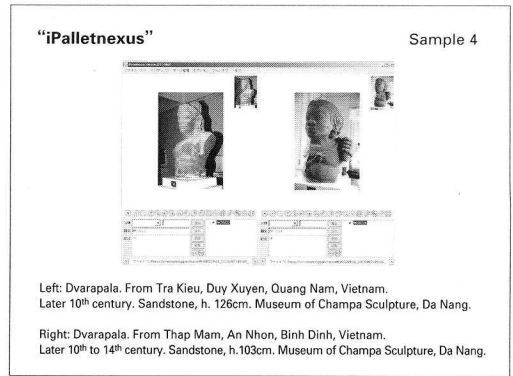 “iPalletnexus”
Sample 4
Left: Dvarapala. From Tra Kieu, Duy Xuyen, Quang Nam, Vietnam.
Later 10th century. Sandstone, h. 126cm. Museum of Champa Sculpture, Da Nang.
Right: Dvarapala. From Thap Mam, An Nhon, Binh Dinh, Vietnam.
Later 10th to 14th century. Sandstone, h.103cm. Museum of Champa Sculpture, Da Nang.